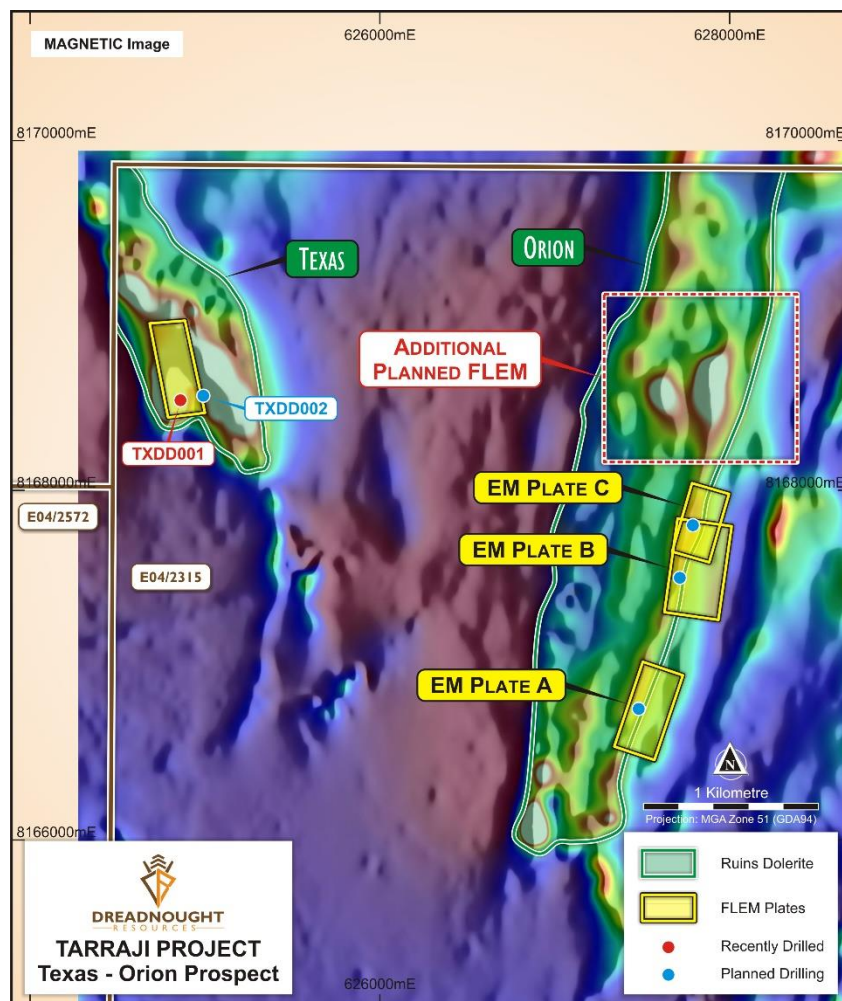 MAGNETIC Image
626000mE
628000mE
8170000mE
8170000mE
TEXAS
ORION
ADDITIONAL
PLANNED FLEM
TXDD002
TXDD001
8168000mE
8168000mE
EM PLATE C
E04/2572
EM PLATE B
E04/2315
EM PLATE A
N
1 Kilometre
Projection: MGA Zone 51 (GDA94)
8166000mE
DREADNOUGHT
RESOURCES
TARRAJI PROJECT
Texas - Orion Prospect
626000mE
Ruins Dolerite
FLEM Plates
Recently Drilled
Planned Drilling